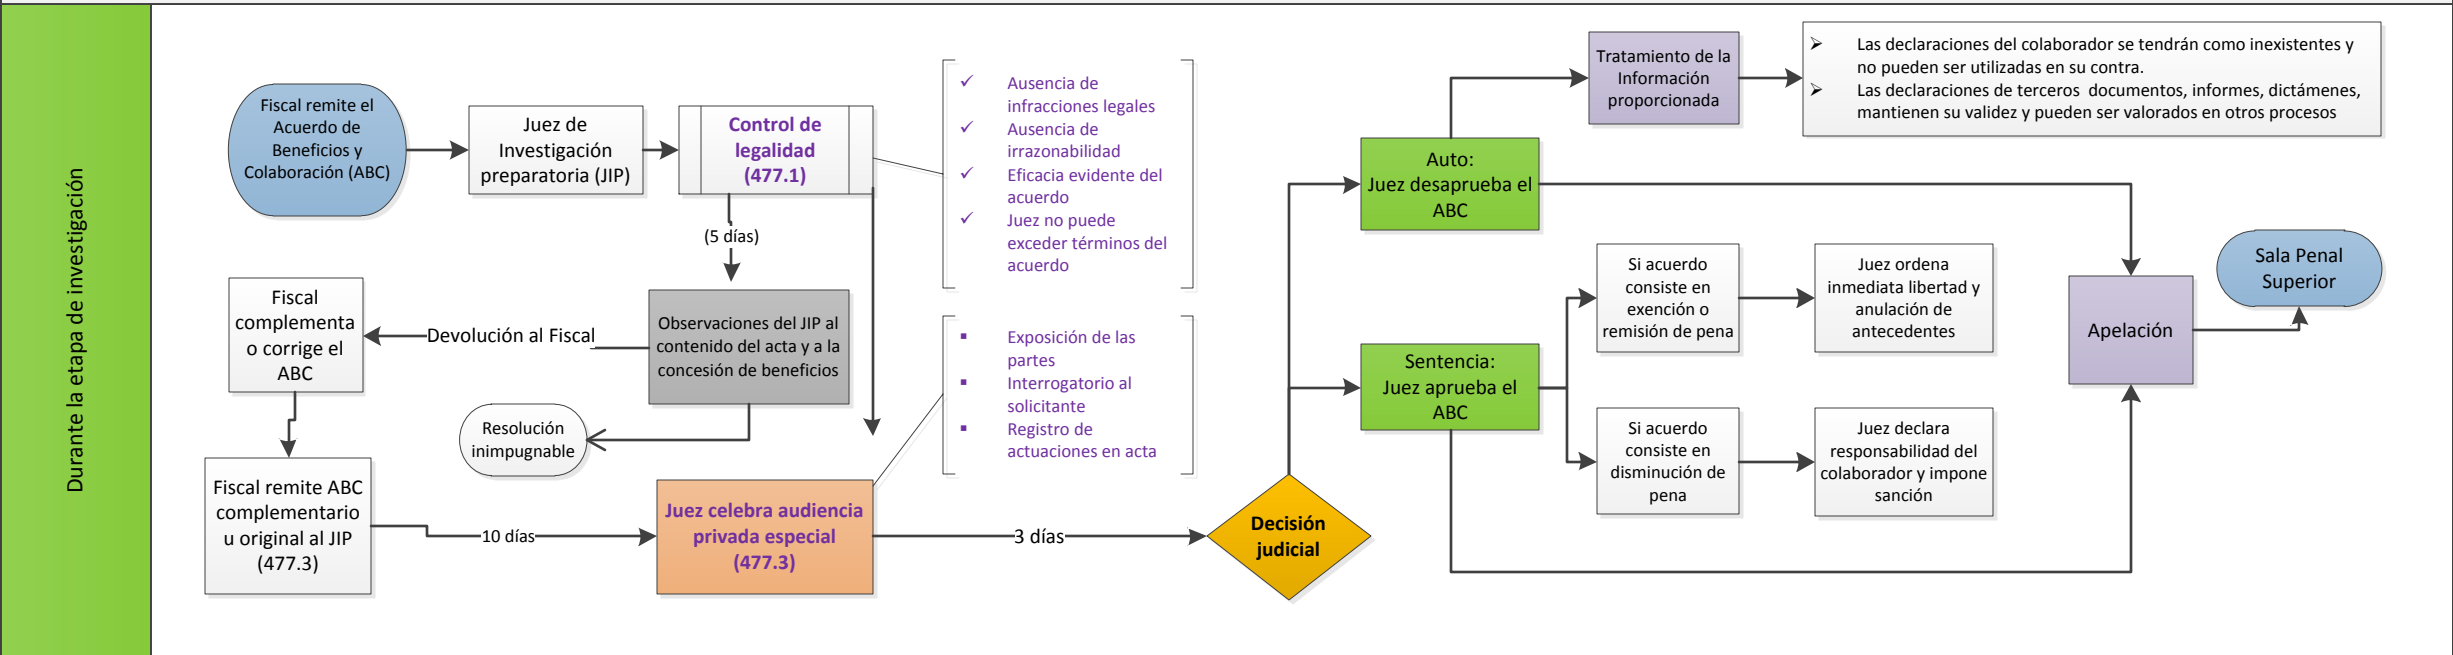 Durante la etapa de investigación
Fiscal remite el
Acuerdo de
Beneficios y
Colaboración (ABC)
Juez de
Investigación
preparatoria (JIP)
Control de
legalidad
(477.1)
Ausencia de
infracciones legales
Ausencia de
irrazonabilidad
Eficacia evidente del
acuerdo
Juez no puede
exceder términos del
acuerdo
(5 días)
Observaciones del JIP al
contenido del acta y a la
concesión de beneficios
Devolución al Fiscal
Fiscal
complementa
o corrige el
ABC
Resolución
inimpugnable
Fiscal remite ABC
complementario
u original al JIP
(477.3)
10 días
Juez celebra audiencia
privada especial
(477.3)
Exposición de las
partes
Interrogatorio al
solicitante
Registro de
actuaciones en acta
3 días
Decisión
judicial
Auto:
Juez desaprueba el
ABC
Tratamiento de la
Información
proporcionada
Las declaraciones del colaborador se tendrán como inexistentes y
no pueden ser utilizadas en su contra.
Las declaraciones de terceros documentos, informes, dictámenes,
mantienen su validez y pueden ser valorados en otros procesos
Sentencia:
Juez aprueba el
ABC
Si acuerdo
consiste en
exención o
remisión de pena
Juez ordena
inmediata libertad y
anulación de
antecedentes
Si acuerdo
consiste en
disminución de
pena
Juez declara
responsabilidad del
colaborador y impone
sanción
Apelación
Sala Penal
Superior